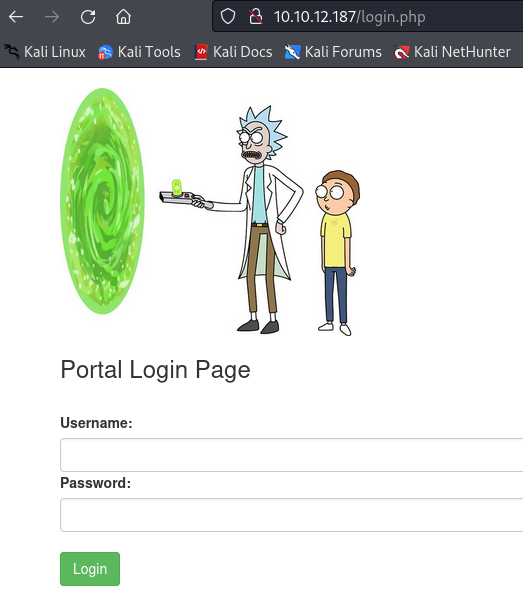 10.10.12.187/login.php
Kali Linux Kali Tools Kali Docs Kali Forums Kali NetHunter
Portal Login Page
Username:
Password:
Login